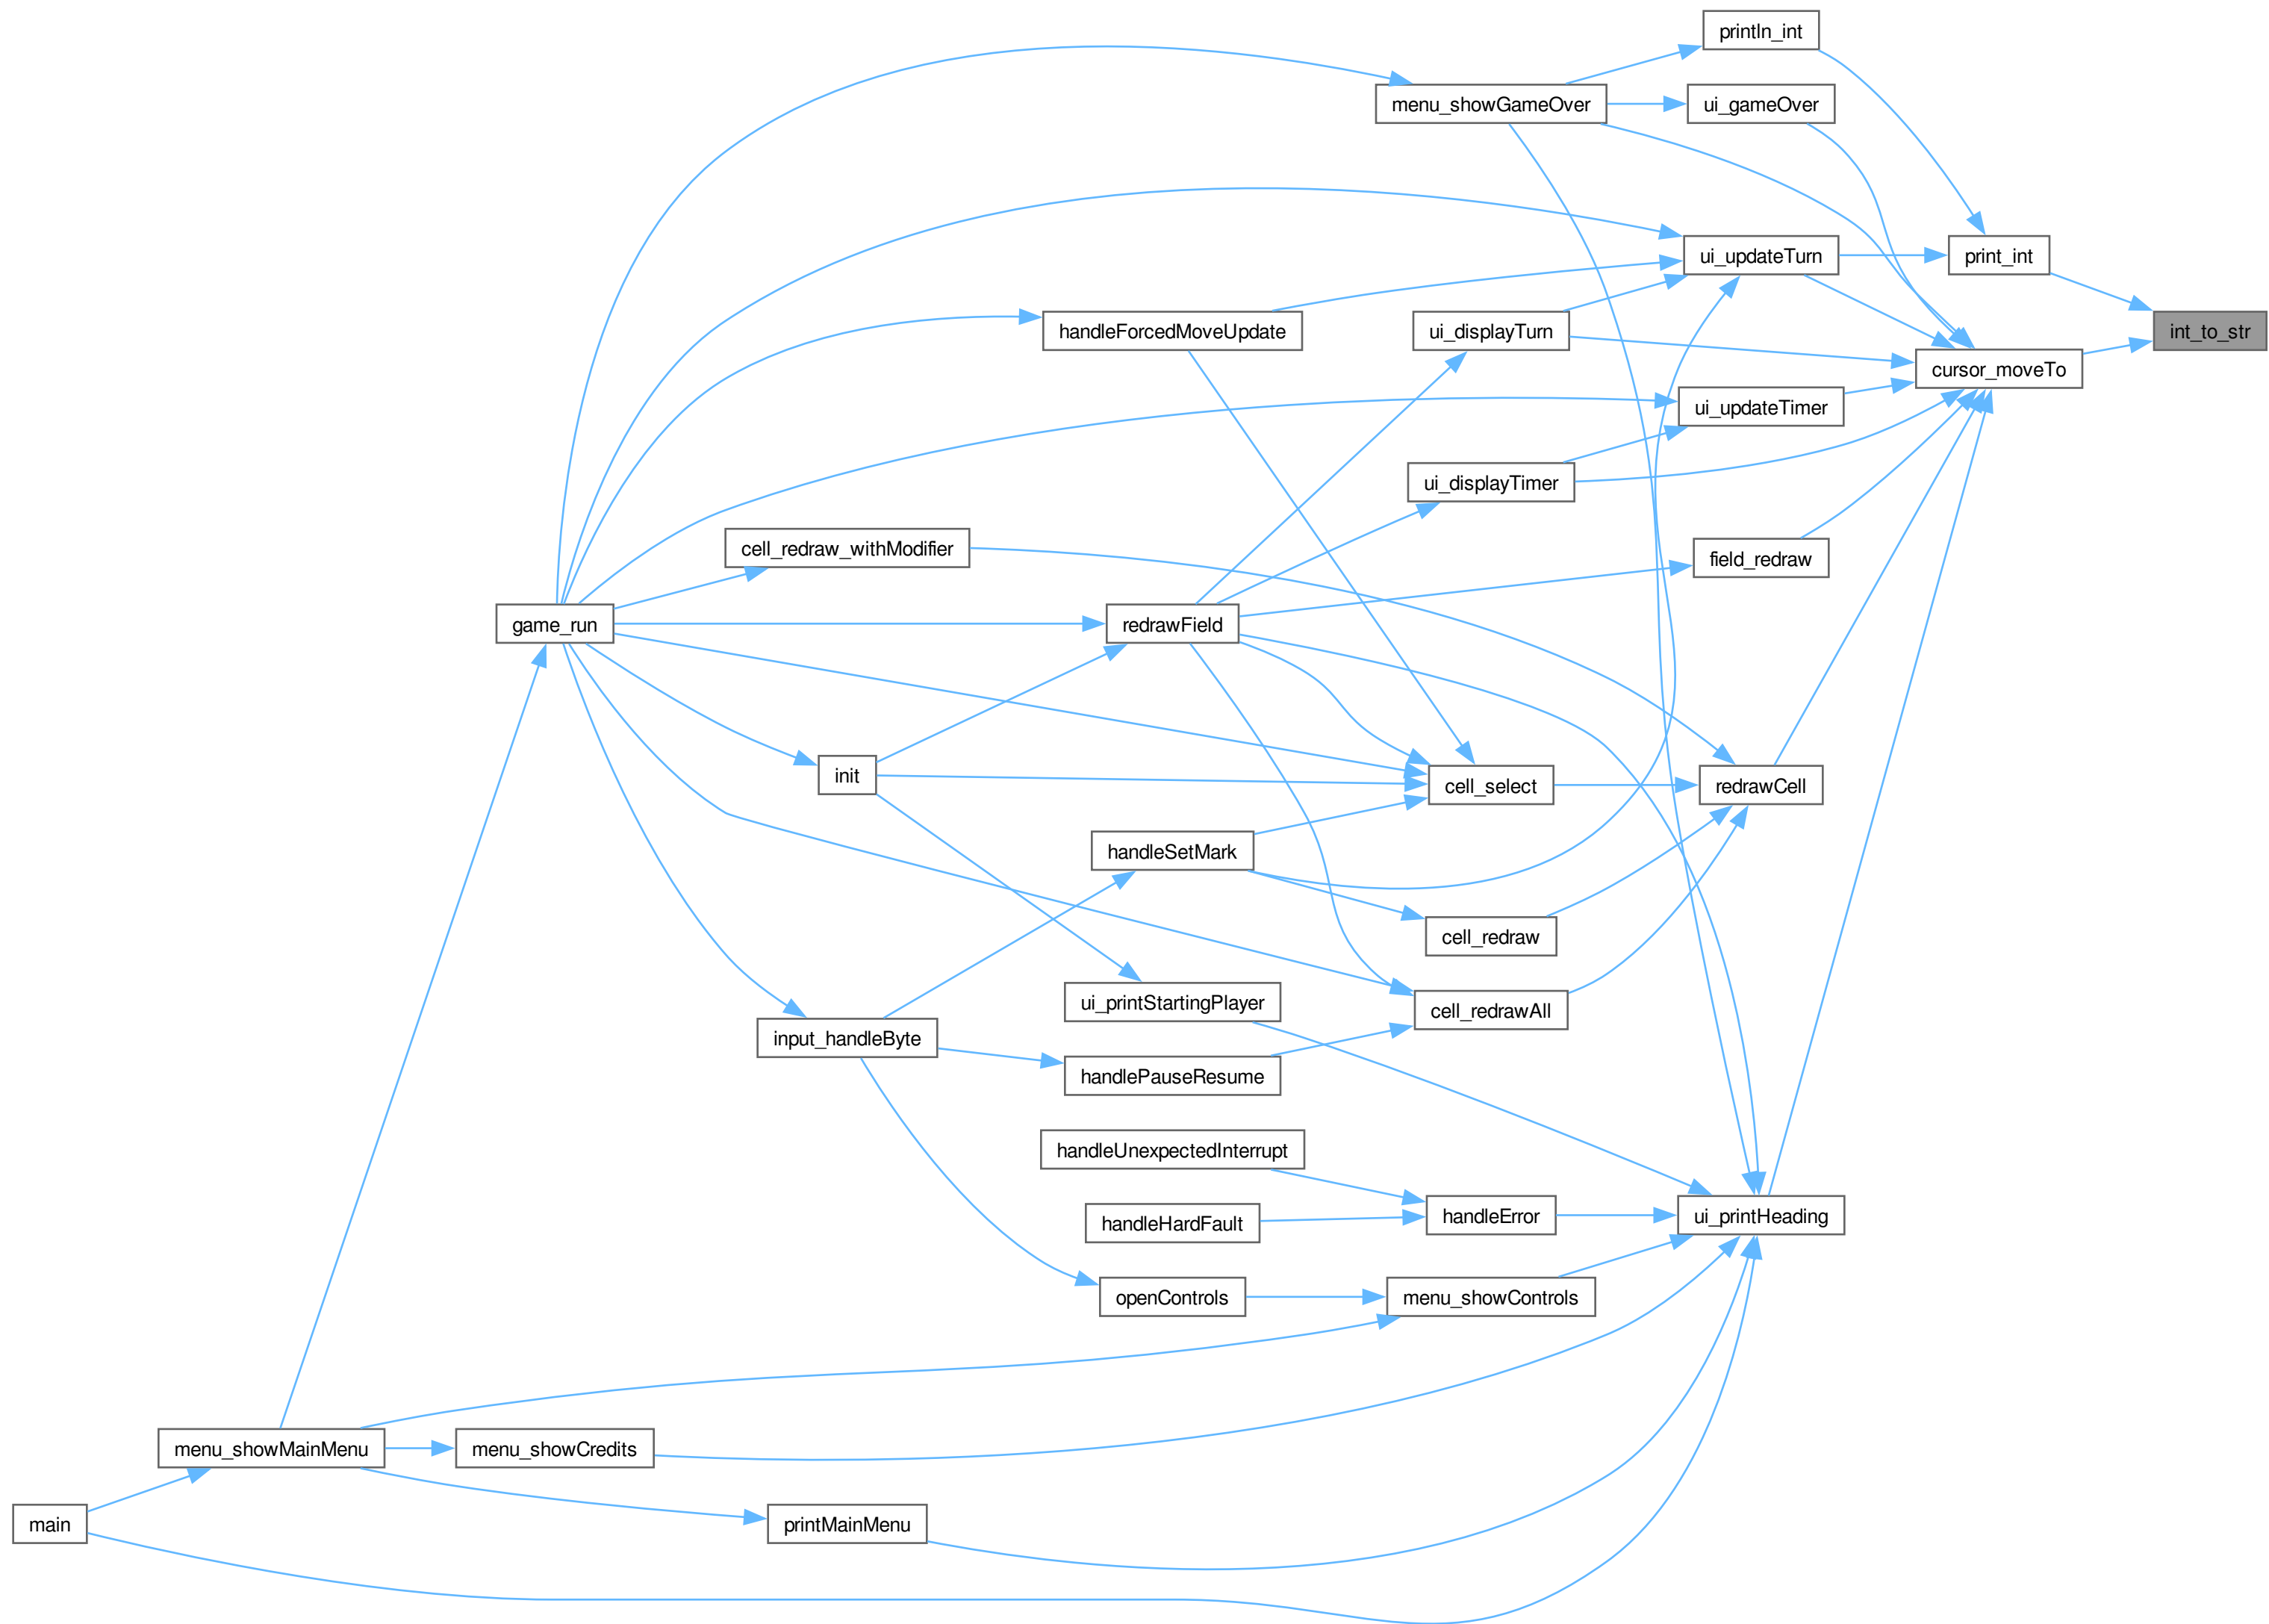 println_int
menu_showGameOver
ui_gameOver
ui_updateTurn
print_int
handleForcedMoveUpdate
ui_displayTurn
int_to_str
cursor_moveTo
ui_updateTimer
ui_displayTimer
cell_redraw_withModifier
field_redraw
game_run
redrawField
init
cell_select
redrawCell
handleSetMark
cell_redraw
ui_printStartingPlayer
cell_redrawAll
input_handleByte
handlePauseResume
handleUnexpectedInterrupt
handleHardFault
handleError
ui_printHeading
openControls
menu_showControls
menu_showMainMenu
menu_showCredits
main
printMainMenu